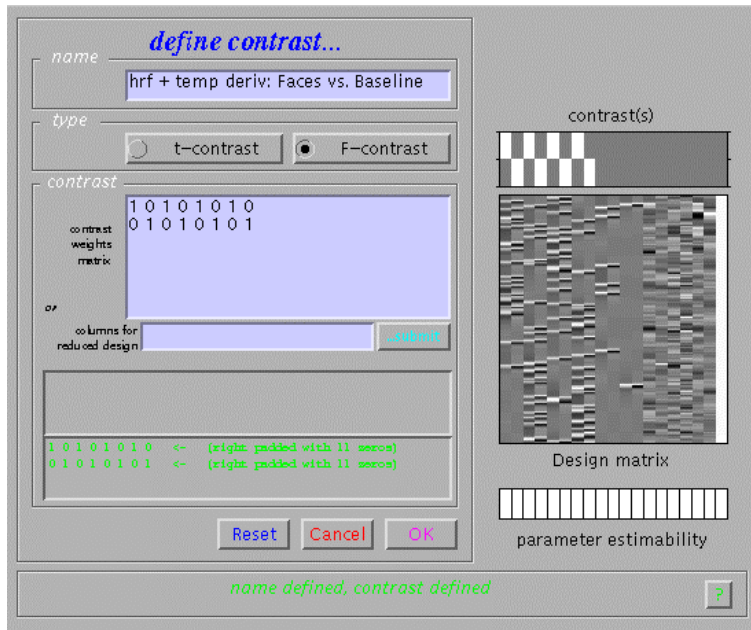 define contrast...
name
hrf + temp deriv: Faces vs. Baseline
type
t-contrast
F-contrast
contrast
contrast weights matrix
1 0 1 0 1 0 1 0
0 1 0 1 0 1 0 1
or
columns for reduced design
..submit
1 0 1 0 1 0 1 0 <- (right padded with 11 zeros)
0 1 0 1 0 1 0 1 <- (right padded with 11 zeros)
Reset
Cancel
OK
contrast(s)
Design matrix
parameter estimability
name defined, contrast defined
?